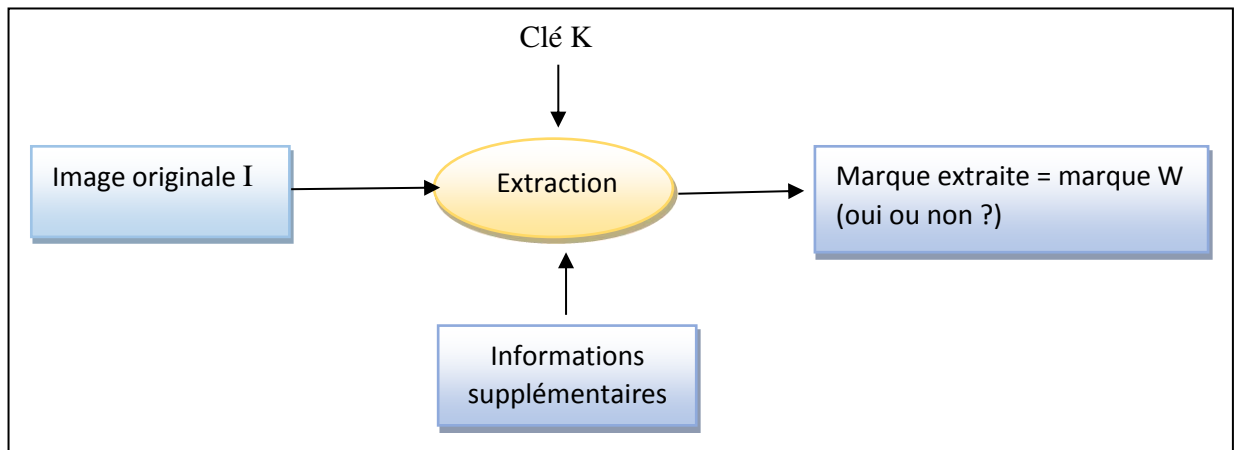 Clé K
Image originale I
Extraction
Marque extraite = marque W
(oui ou non ?)
Informations
supplémentaires